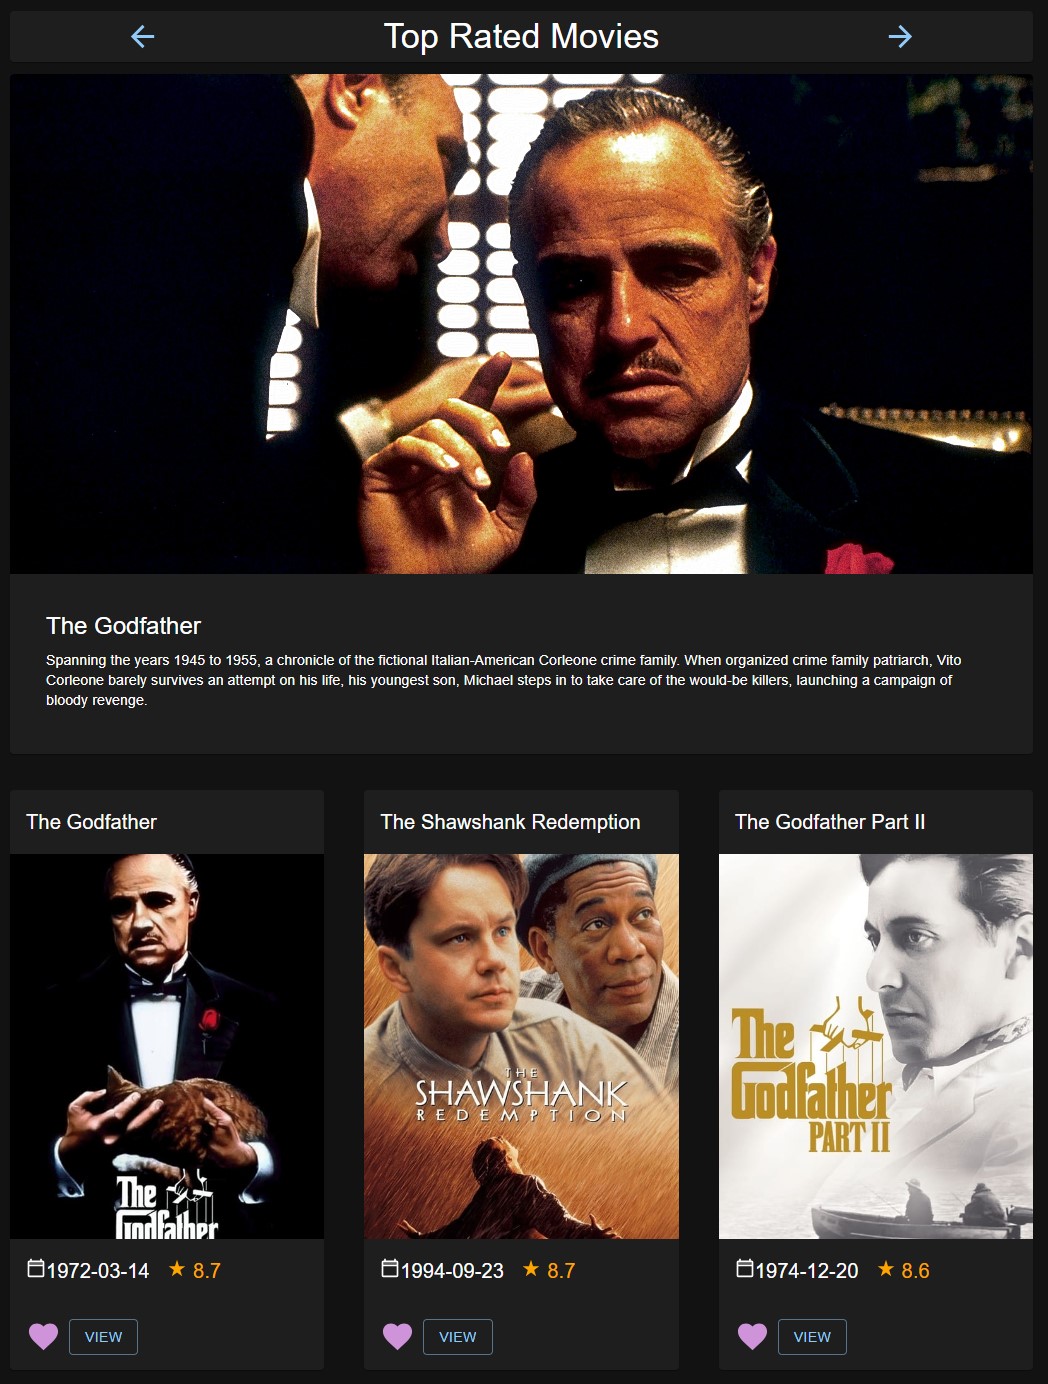 Top Rated Movies
The Godfather
Spanning the years 1945 to 1955, a chronicle of the fictional Italian-American Corleone crime family. When organized crime family patriarch, Vito
Corleone barely survives an attempt on his life, his youngest son, Michael steps in to take care of the would-be killers, launching a campaign of
bloody revenge.
The Godfather
The
Godfather
1972-03-14 ★ 8.7
VIEW
The Shawshank Redemption
THE
SHAWSHANK
REDEMPTION
1994-09-23 ★ 8.7
VIEW
The Godfather Part II
The
Godfather
PART II
1974-12-20 ★ 8.6
VIEW